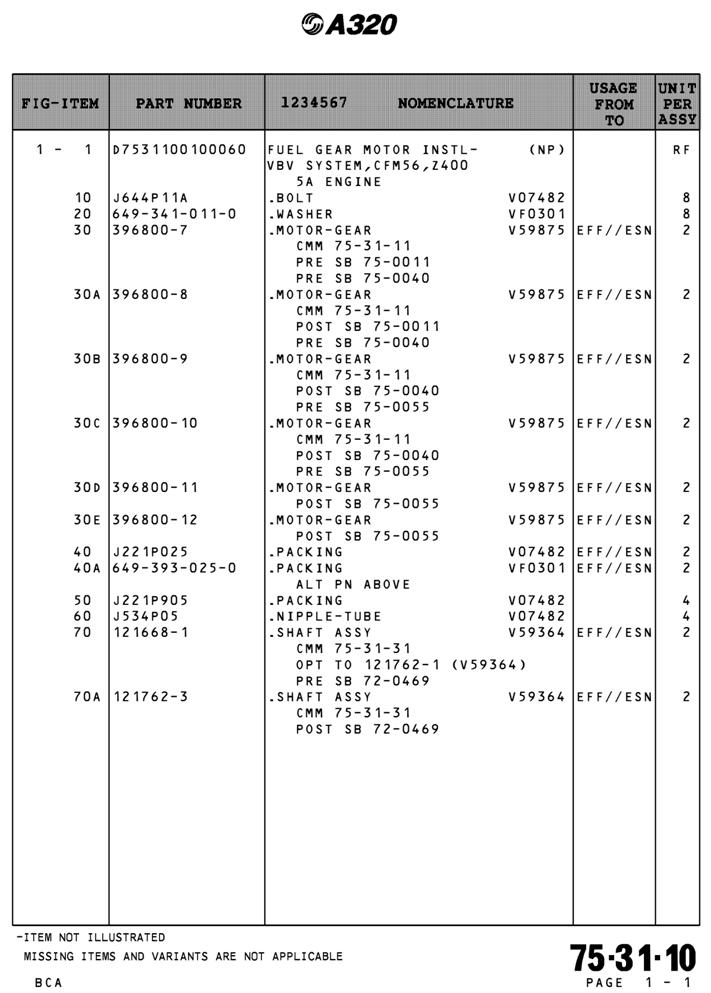 A320
FIG-ITEM PART NUMBER 1234567 NOMENCLATURE USAGE FROM TO UNIT PER ASSY
1 - 1 D7531100100060 FUEL GEAR MOTOR INSTL- (NP) RF
VBV SYSTEM,CFM56,Z400
5A ENGINE
10 J644P11A .BOLT V07482 8
20 649-341-011-0 .WASHER VF0301 8
30 396800-7 .MOTOR-GEAR V59875 EFF//ESN 2
CMM 75-31-11
PRE SB 75-0011
PRE SB 75-0040
30A 396800-8 .MOTOR-GEAR V59875 EFF//ESN 2
CMM 75-31-11
POST SB 75-0011
PRE SB 75-0040
30B 396800-9 .MOTOR-GEAR V59875 EFF//ESN 2
CMM 75-31-11
POST SB 75-0040
PRE SB 75-0055
30C 396800-10 .MOTOR-GEAR V59875 EFF//ESN 2
CMM 75-31-11
POST SB 75-0040
PRE SB 75-0055
30D 396800-11 .MOTOR-GEAR V59875 EFF//ESN 2
POST SB 75-0055
30E 396800-12 .MOTOR-GEAR V59875 EFF//ESN 2
POST SB 75-0055
40 J221P025 .PACKING V07482 EFF//ESN 2
40A 649-393-025-0 .PACKING VF0301 EFF//ESN 2
ALT PN ABOVE
50 J221P905 .PACKING V07482 4
60 J534P05 .NIPPLE-TUBE V07482 4
70 121668-1 .SHAFT ASSY V59364 EFF//ESN 2
CMM 75-31-31
OPT TO 121762-1 (V59364)
PRE SB 72-0469
70A 121762-3 .SHAFT ASSY V59364 EFF//ESN 2
CMM 75-31-31
POST SB 72-0469
-ITEM NOT ILLUSTRATED
MISSING ITEMS AND VARIANTS ARE NOT APPLICABLE
75·31·10
BCA PAGE 1 - 1